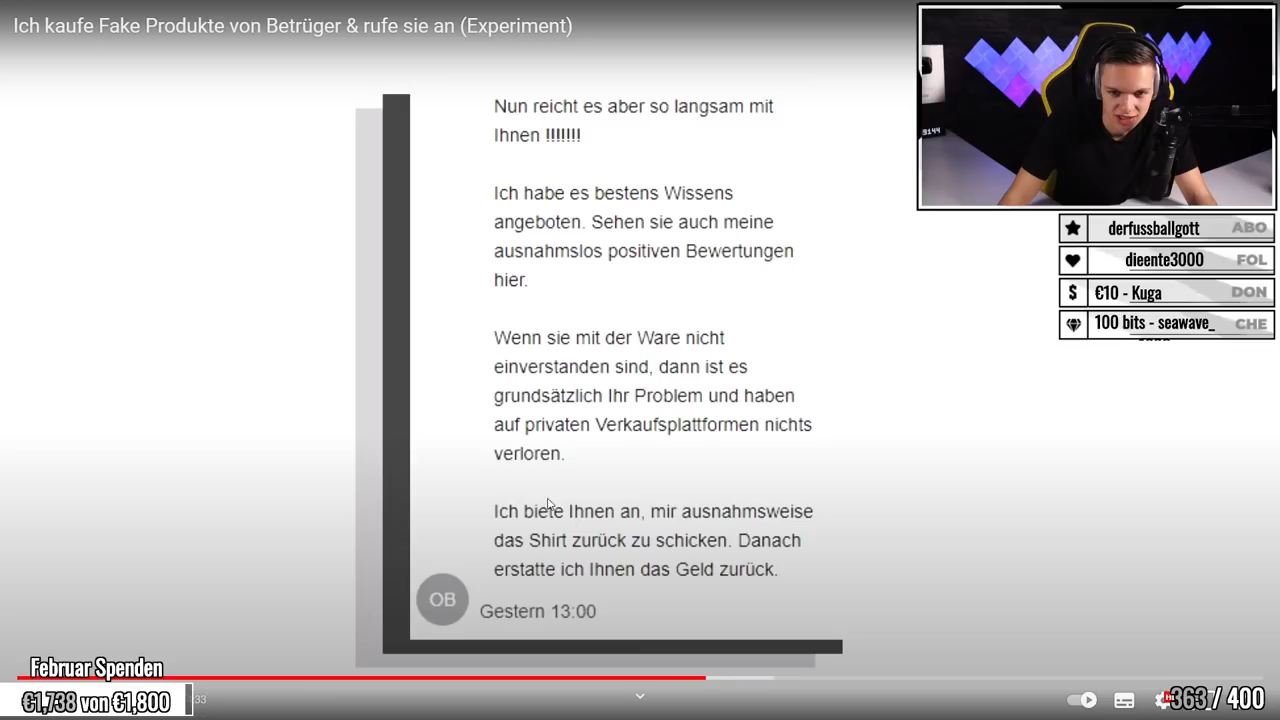 Ich kaufe Fake Produkte von Betrüger & rufe sie an (Experiment)
Nun reicht es aber so langsam mit
Ihnen !!!!!!!
Ich habe es bestens Wissens
angeboten. Sehen sie auch meine
ausnahmslos positiven Bewertungen
hier.
Wenn sie mit der Ware nicht
einverstanden sind, dann ist es
grundsätzlich Ihr Problem und haben
auf privaten Verkaufsplattformen nichts
verloren.
Ich biete Ihnen an, mir ausnahmsweise
das Shirt zurück zu schicken. Danach
erstatte ich Ihnen das Geld zurück.
OB
Gestern 13:00
derfussballgott ABO
dieente3000 FOL
$ €10 - Kuga DON
100 bits - seawave_ CHE
Februar Spenden
€1,738 von €1,800
33
363 / 400